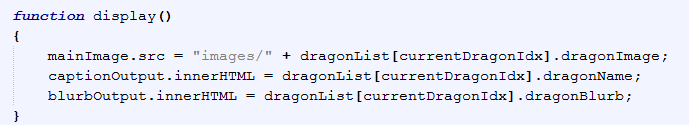 function display()
{
    mainImage.src = "images/" + dragonList[currentDragonIdx].dragonImage;
    captionOutput.innerHTML = dragonList[currentDragonIdx].dragonName;
    blurbOutput.innerHTML = dragonList[currentDragonIdx].dragonBlurb;
}